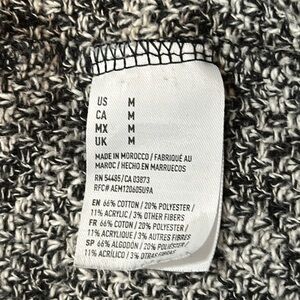 US M
CA M
MX M
UK M
MADE IN MOROCCO / FABRIQUÉ AU
MAROC / HECHO EN MARRUECOS
RN 54485/CA 03873
RFC# AEM120605U9A
EN 66% COTTON / 20% POLYESTER /
11% ACRYLIC / 3% OTHER FIBERS
FR 66% COTON / 20% POLYESTER /
11% ACRYLIQUE / 3% AUTRES FIBRES
SP 66% ALGODÓN / 20% POLIÉSTER /
11% ACRÍLICO / 3% OTRAS FIBRAS